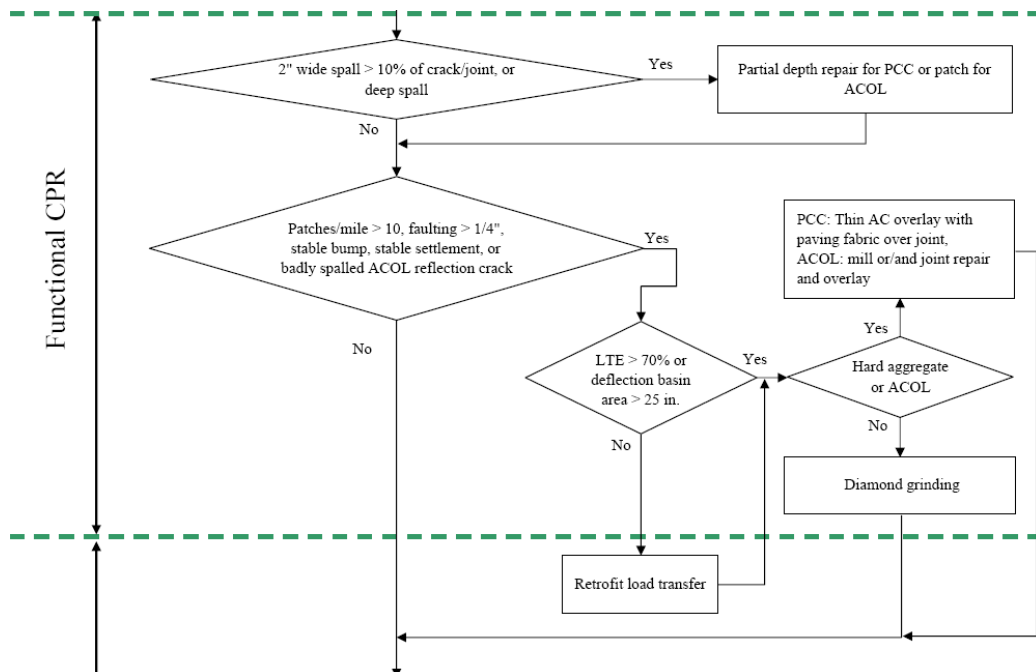 Functional CPR
2" wide spall > 10% of crack/joint, or
deep spall
Yes
Partial depth repair for PCC or patch for
ACOL
No
Patches/mile > 10, faulting > 1/4",
stable bump, stable settlement, or
badly spalled ACOL reflection crack
Yes
No
PCC: Thin AC overlay with
paving fabric over joint,
ACOL: mill or/and joint repair
and overlay
LTE > 70% or
deflection basin
area > 25 in.
Yes
No
Yes
Hard aggregate
or ACOL
No
Diamond grinding
Retrofit load transfer